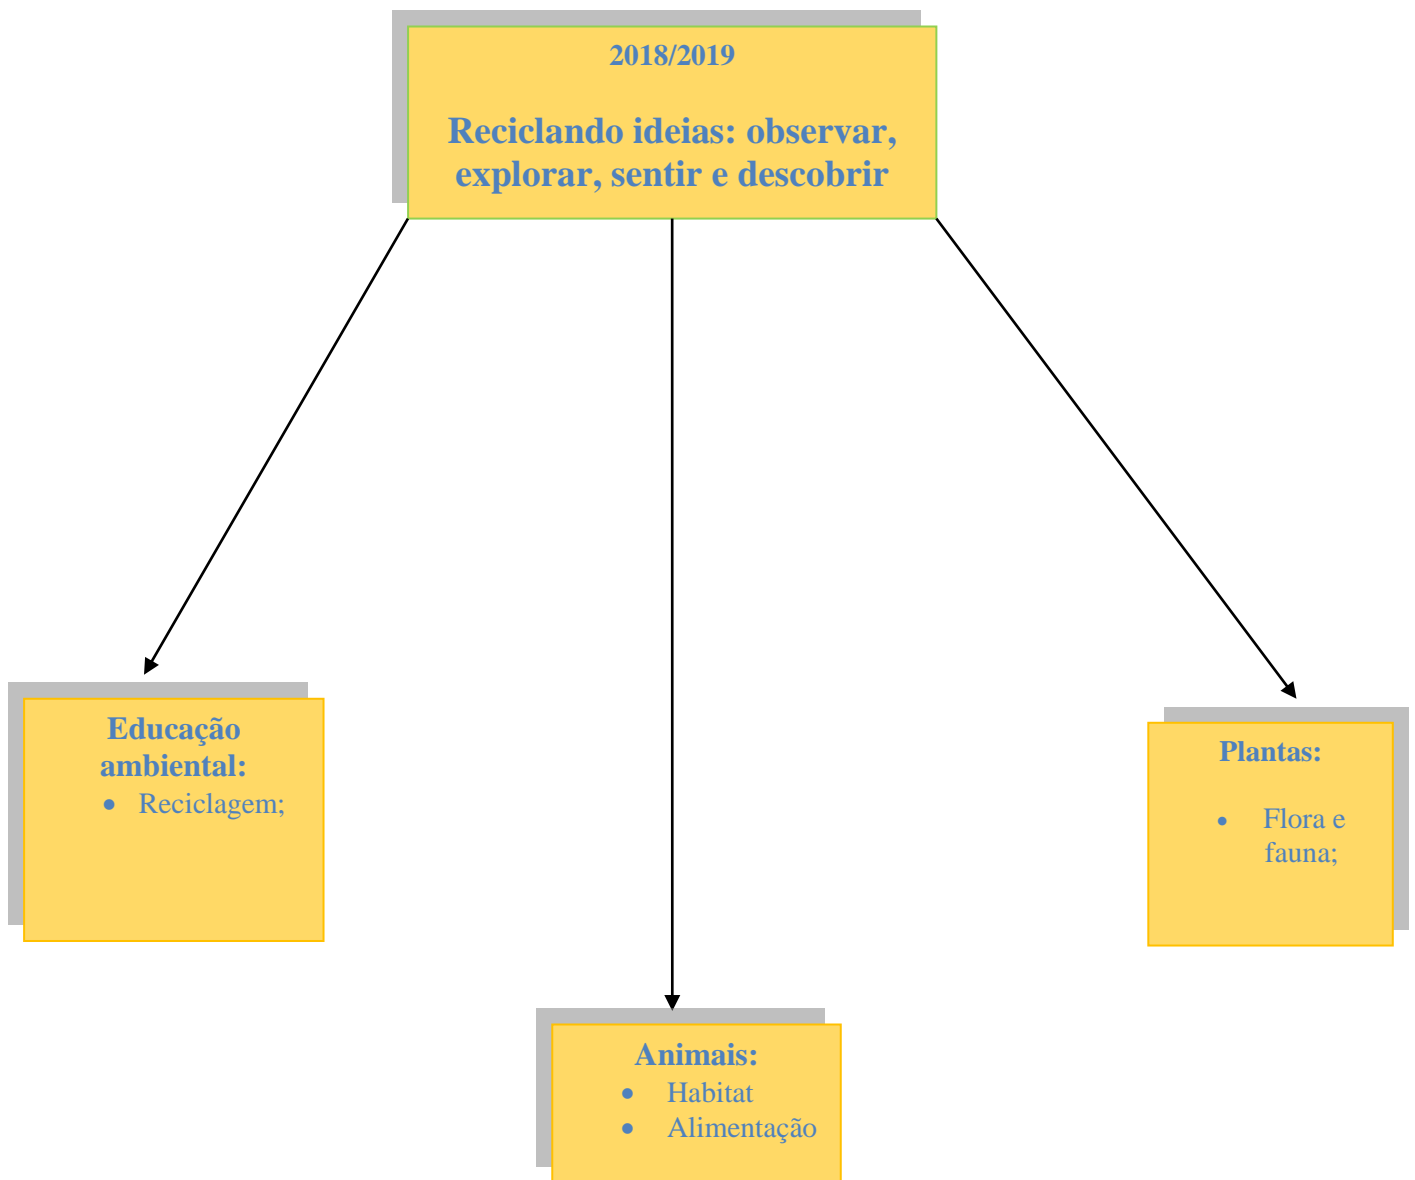 2018/2019
Reciclando ideias: observar,
explorar, sentir e descobrir
Educação
ambiental:
• Reciclagem;
Plantas:
• Flora e
fauna;
Animais:
• Habitat
• Alimentação